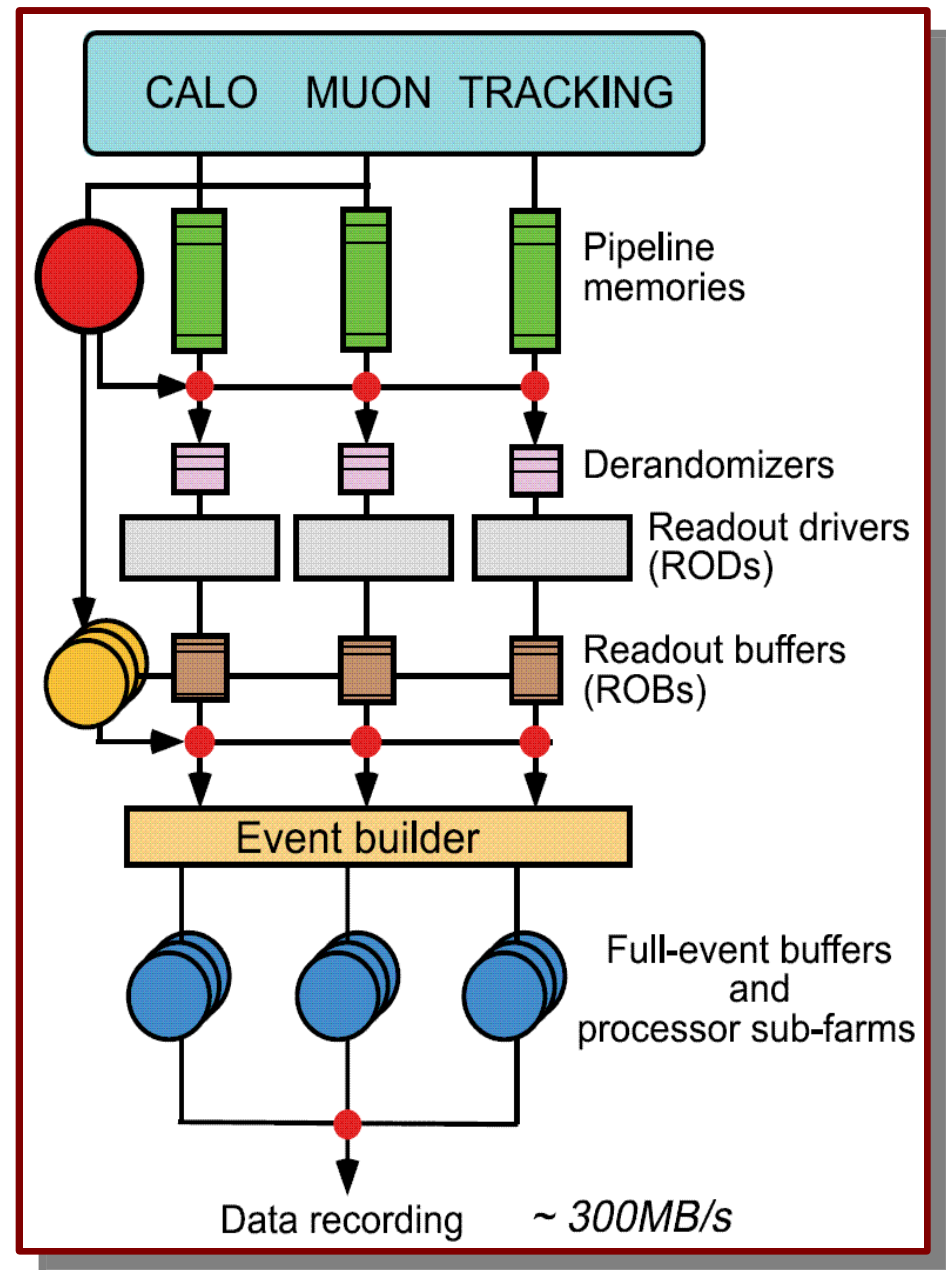 CALO MUON TRACKING
Pipeline
memories
Derandomizers
Readout drivers
(RODs)
Readout buffers
(ROBs)
Event builder
Full-event buffers
and
processor sub-farms
Data recording ~ 300MB/s